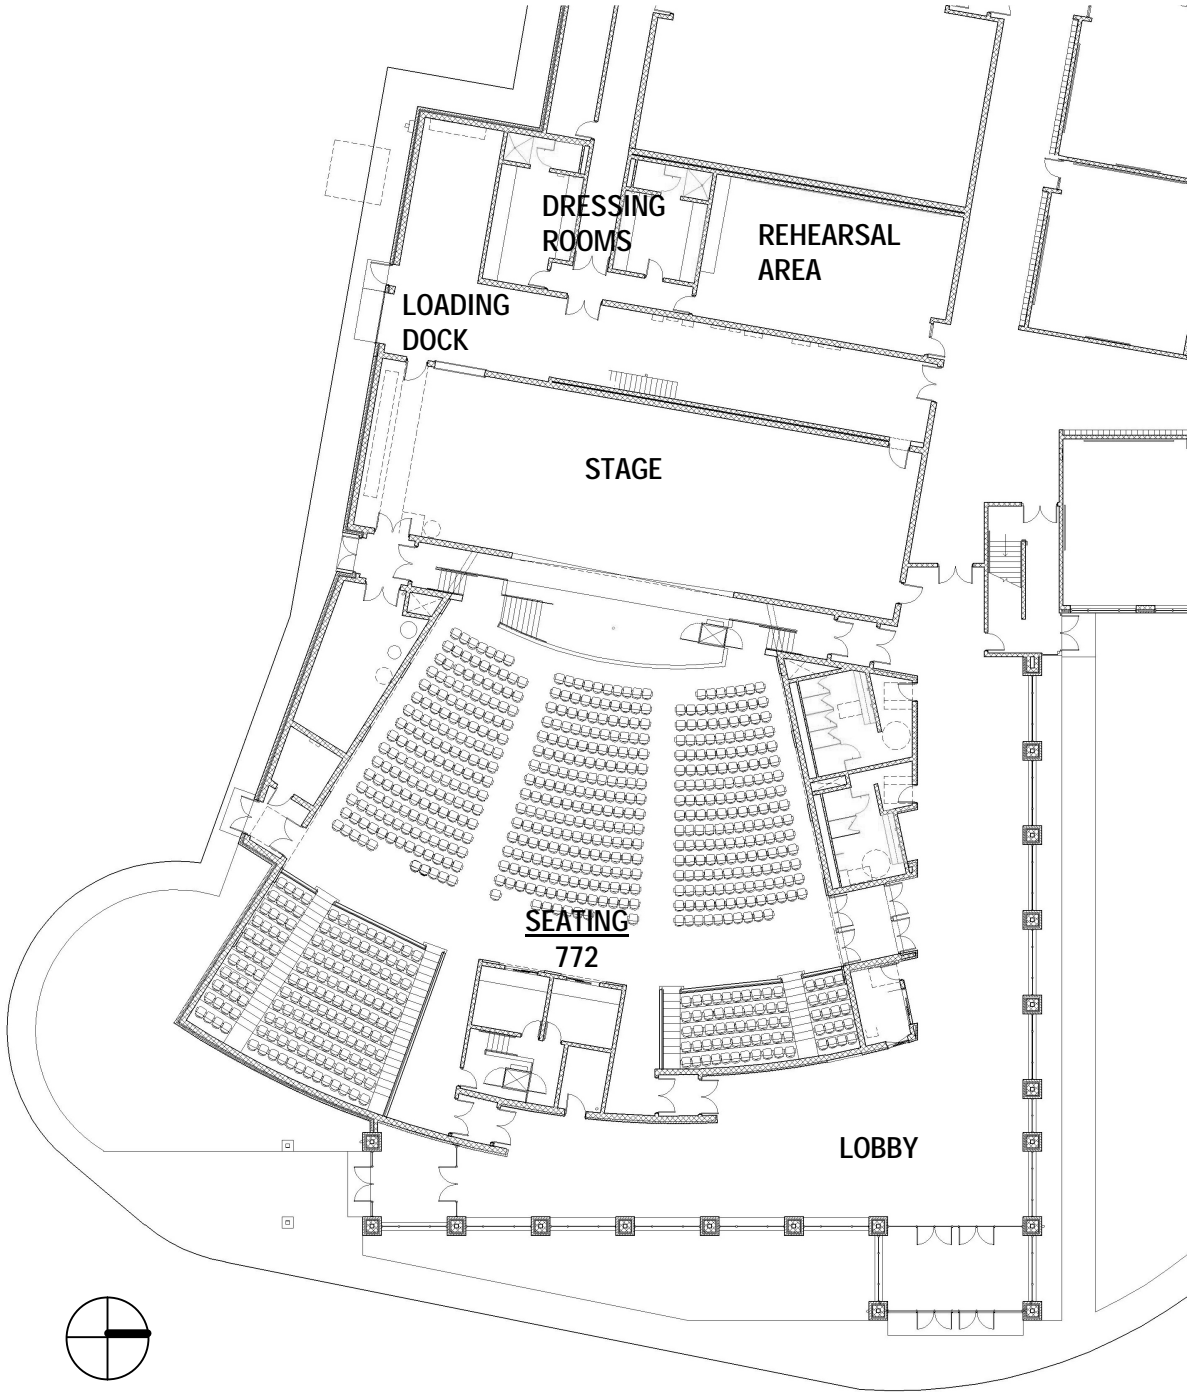 DRESSING
ROOMS
REHEARSAL
AREA
LOADING
DOCK
STAGE
SEATING
772
LOBBY